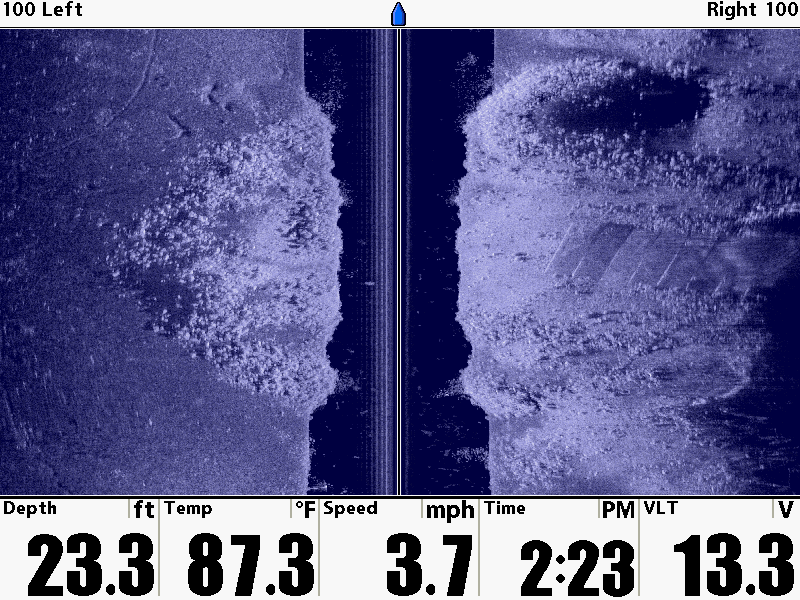 100 Left Right 100
Depth ft Temp °F Speed mph Time PM VLT V
23.3 87.3 3.7 2:23 13.3